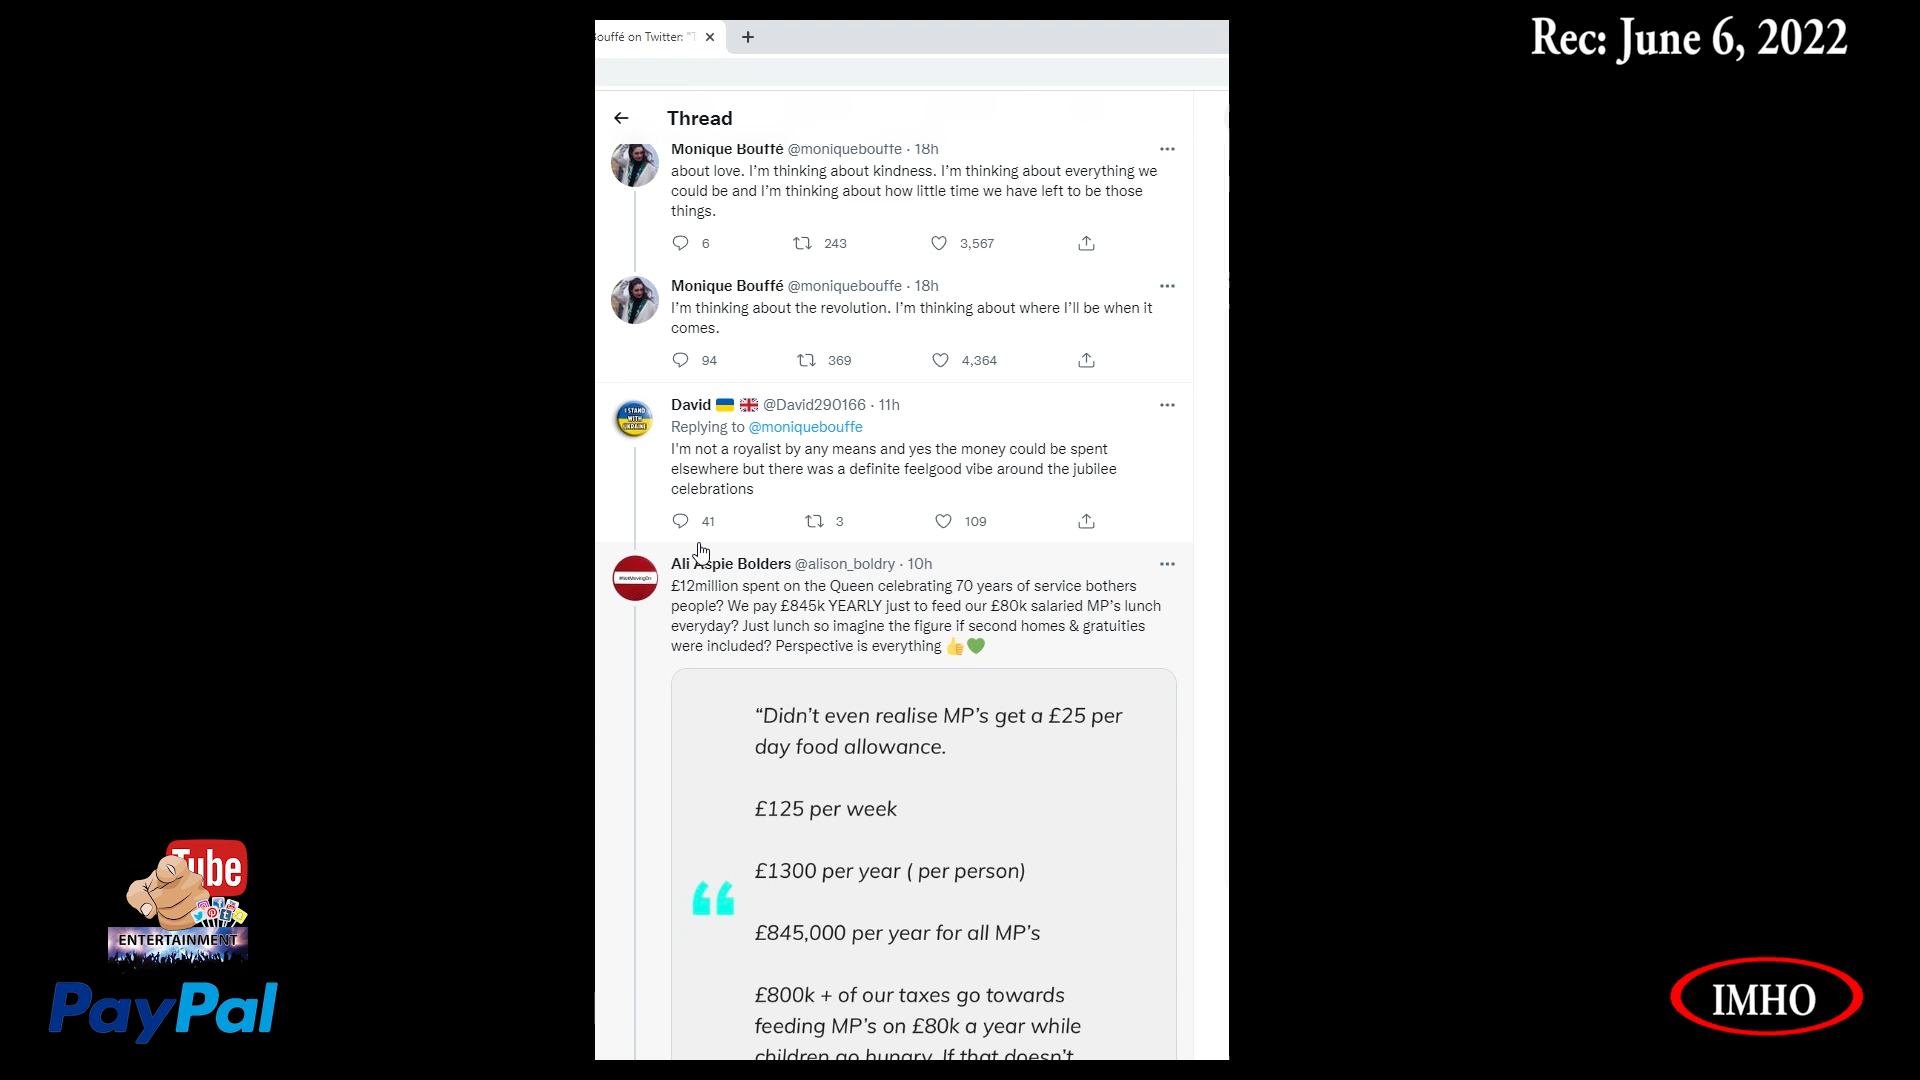 Rec: June 6, 2022
Bouffé on Twitter: "T
Thread
Monique Bouffé @moniquebouffe · 18h
about love. I'm thinking about kindness. I'm thinking about everything we
could be and I'm thinking about how little time we have left to be those
things.
6 243 3,567
Monique Bouffé @moniquebouffe · 18h
I'm thinking about the revolution. I'm thinking about where I'll be when it
comes.
94 369 4,364
I STAND
WITH
UKRAINE
David @David290166 · 11h
Replying to @moniquebouffe
I'm not a royalist by any means and yes the money could be spent
elsewhere but there was a definite feelgood vibe around the jubilee
celebrations
41 3 109
#NotMovingOn
Ali Aspie Bolders @alison_boldry · 10h
£12million spent on the Queen celebrating 70 years of service bothers
people? We pay £845k YEARLY just to feed our £80k salaried MP's lunch
everyday? Just lunch so imagine the figure if second homes & gratuities
were included? Perspective is everything 👍💚
"Didn't even realise MP's get a £25 per
day food allowance.
£125 per week
£1300 per year ( per person)
£845,000 per year for all MP's
£800k + of our taxes go towards
feeding MP's on £80k a year while
children go hungry. If that doesn't
Tube
ENTERTAINMENT
PayPal
IMHO